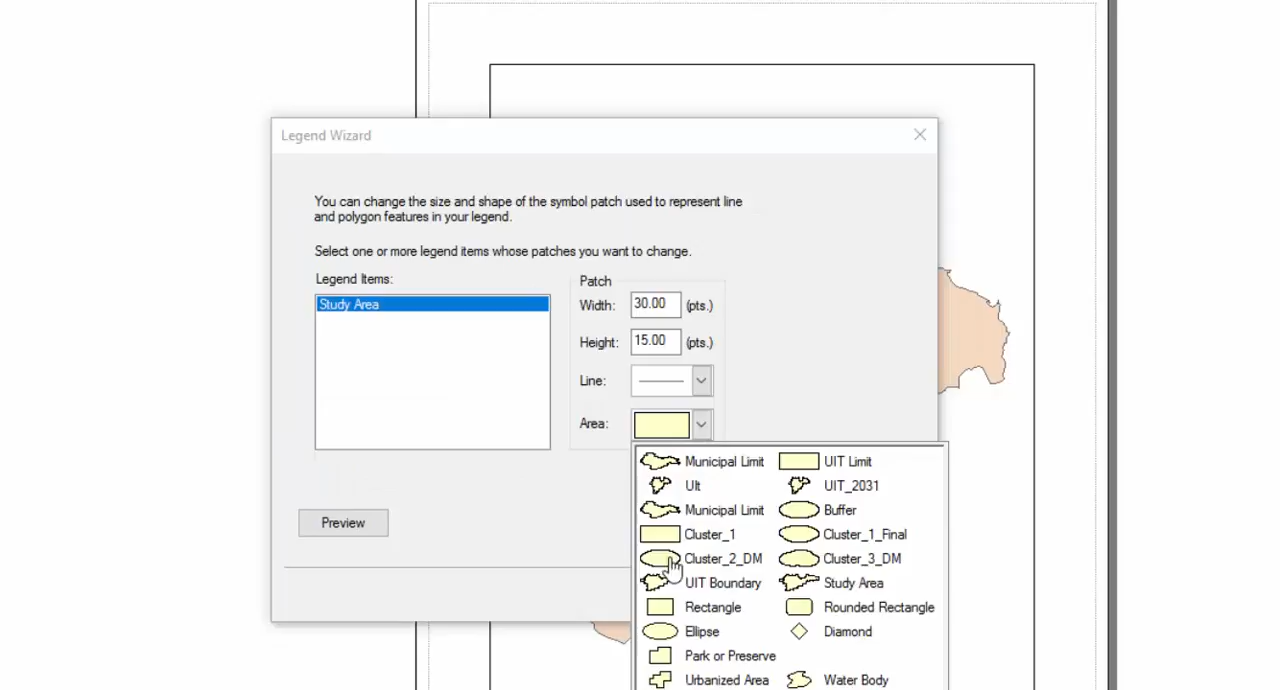 Legend Wizard
You can change the size and shape of the symbol patch used to represent line
and polygon features in your legend.
Select one or more legend items whose patches you want to change.
Legend Items:
Study Area
Patch
Width: 30.00 (pts.)
Height: 15.00 (pts.)
Line:
Area:
Municipal Limit UIT Limit
UIt UIT_2031
Municipal Limit Buffer
Cluster_1 Cluster_1_Final
Cluster_2_DM Cluster_3_DM
UIT Boundary Study Area
Rectangle Rounded Rectangle
Ellipse Diamond
Park or Preserve
Urbanized Area Water Body
Preview